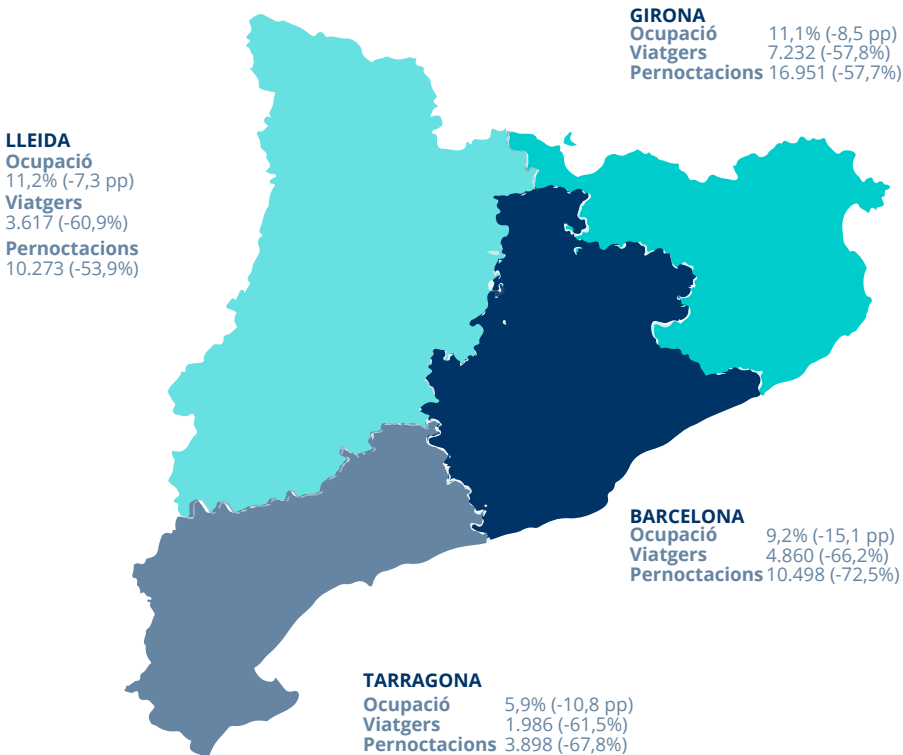 GIRONA
Ocupació 11,1% (-8,5 pp)
Viatgers 7.232 (-57,8%)
Pernoctacions 16.951 (-57,7%)
LLEIDA
Ocupació
11,2% (-7,3 pp)
Viatgers
3.617 (-60,9%)
Pernoctacions
10.273 (-53,9%)
BARCELONA
Ocupació 9,2% (-15,1 pp)
Viatgers 4.860 (-66,2%)
Pernoctacions 10.498 (-72,5%)
TARRAGONA
Ocupació 5,9% (-10,8 pp)
Viatgers 1.986 (-61,5%)
Pernoctacions 3.898 (-67,8%)